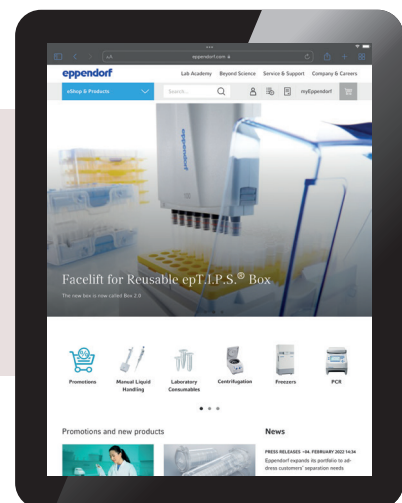 eppendorf.com
eppendorf
Lab Academy Beyond Science Service & Support Company & Careers
eShop & Products
Search...
myEppendorf
eppendorf
Facelift for Reusable epT.I.P.S.® Box
The new box is now called Box 2.0
Promotions
Manual Liquid
Handling
Laboratory
Consumables
Centrifugation
Freezers
PCR
Promotions and new products
News
PRESS RELEASES •04. FEBRUARY 2022 14:34
Eppendorf expands its portfolio to ad-
dress customers' separation needs